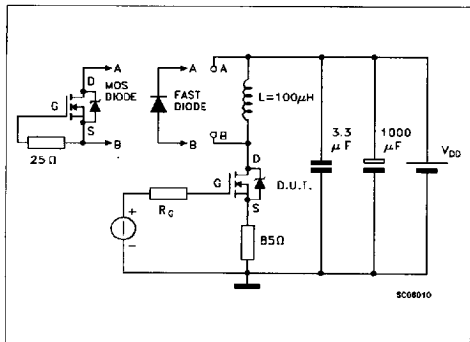 A
D
MOS
DIODE
G
S
B
25Ω
A
FAST
DIODE
B
A
B
L=100μH
3.3
μF
1000
μF
VDD
D
G
S
D.U.T.
RG
+
−
85Ω
SC06010